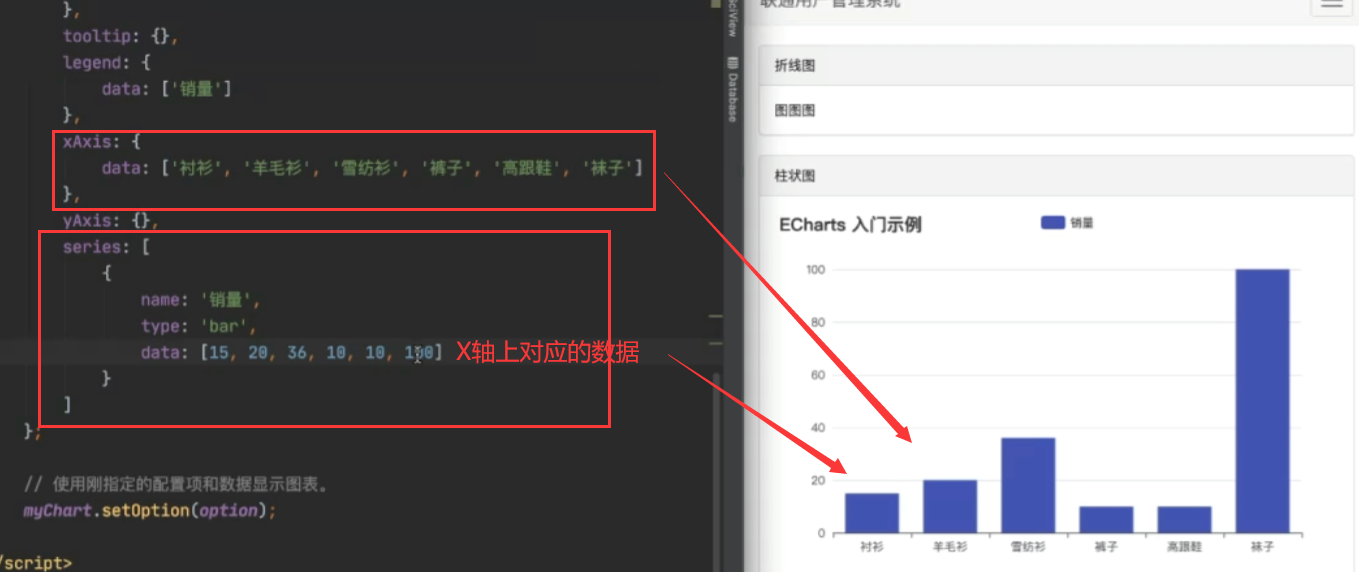 },
tooltip: {},
legend: {
data: ['销量']
},
xAxis: {
data: ['衬衫', '羊毛衫', '雪纺衫', '裤子', '高跟鞋', '袜子']
},
yAxis: {},
series: [
{
name: '销量',
type: 'bar',
data: [15, 20, 36, 10, 10, 100]
}
]
};
// 使用刚指定的配置项和数据显示图表。
myChart.setOption(option);
/script>
X轴上对应的数据
SciView
Database
联通用户管理系统
折线图
图图图
柱状图
ECharts 入门示例
销量
100
80
60
40
20
0
衬衫
羊毛衫
雪纺衫
裤子
高跟鞋
袜子